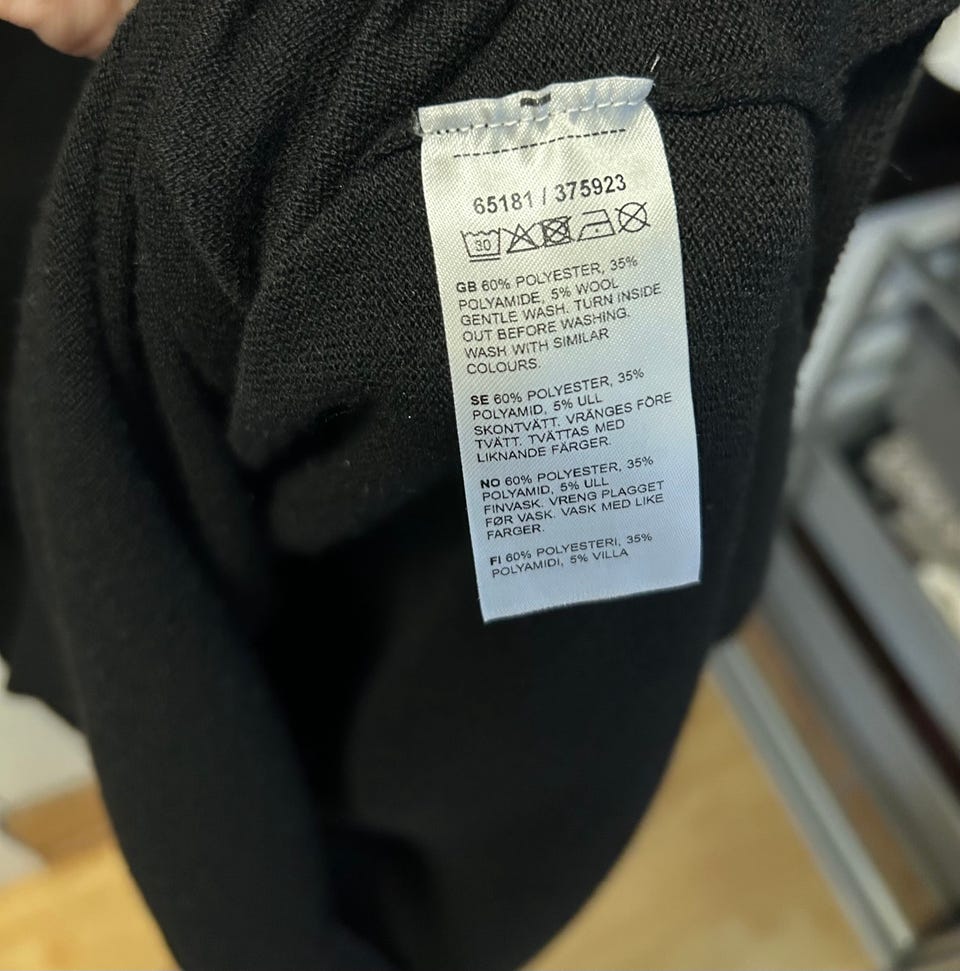 65181 / 375923
30
GB 60% POLYESTER, 35%
POLYAMIDE, 5% WOOL
GENTLE WASH. TURN INSIDE
OUT BEFORE WASHING.
WASH WITH SIMILAR
COLOURS.
SE 60% POLYESTER, 35%
POLYAMID, 5% ULL
SKONTVÄTT. VRÄNGES FÖRE
TVÄTT. TVÄTTAS MED
LIKNANDE FÄRGER.
NO 60% POLYESTER, 35%
POLYAMID, 5% ULL
FINVASK. VRENG PLAGGET
FØR VASK. VASK MED LIKE
FARGER.
FI 60% POLYESTERI, 35%
POLYAMIDI, 5% VILLA